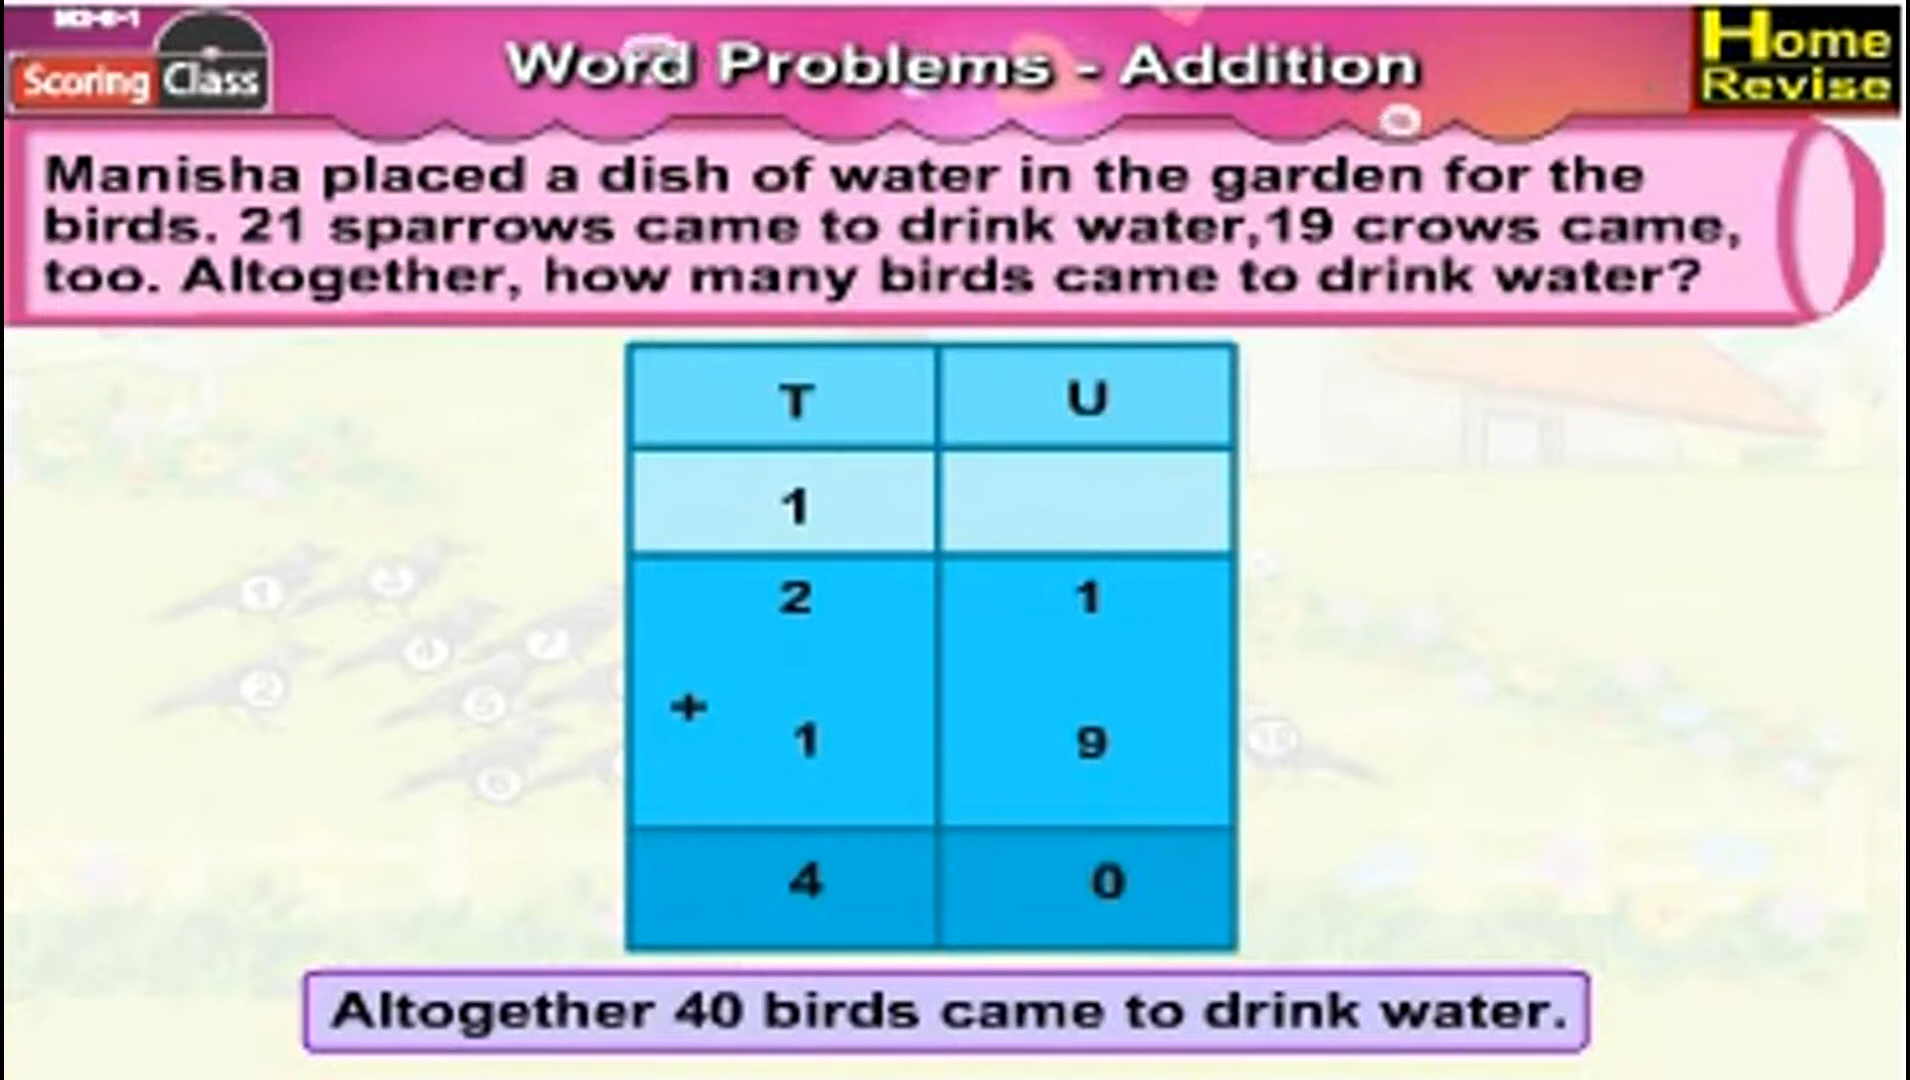 Scoring Class
Word Problems - Addition
Home
Revise
Manisha placed a dish of water in the garden for the
birds. 21 sparrows came to drink water,19 crows came,
too. Altogether, how many birds came to drink water?
T U
1
2 1
+
1 9
4 0
Altogether 40 birds came to drink water.